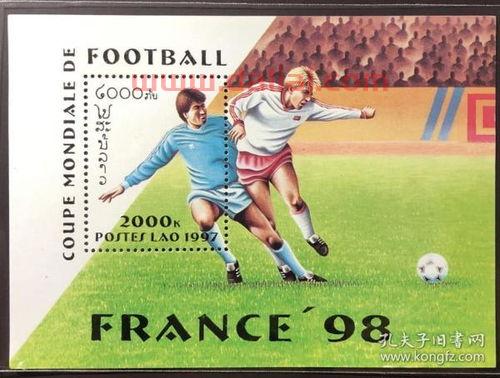 COUPE MONDIALE DE
FOOTBALL
2000K
POSTES LAO 1997
FRANCE '98
孔夫子旧书网
www.kongfz.com